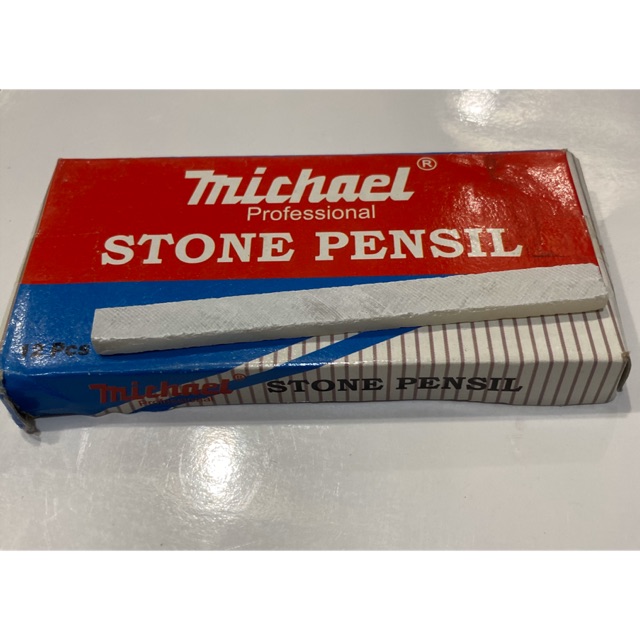 michael®
Professional
STONE PENSIL
12 Pcs
michael®
STONE PENSIL